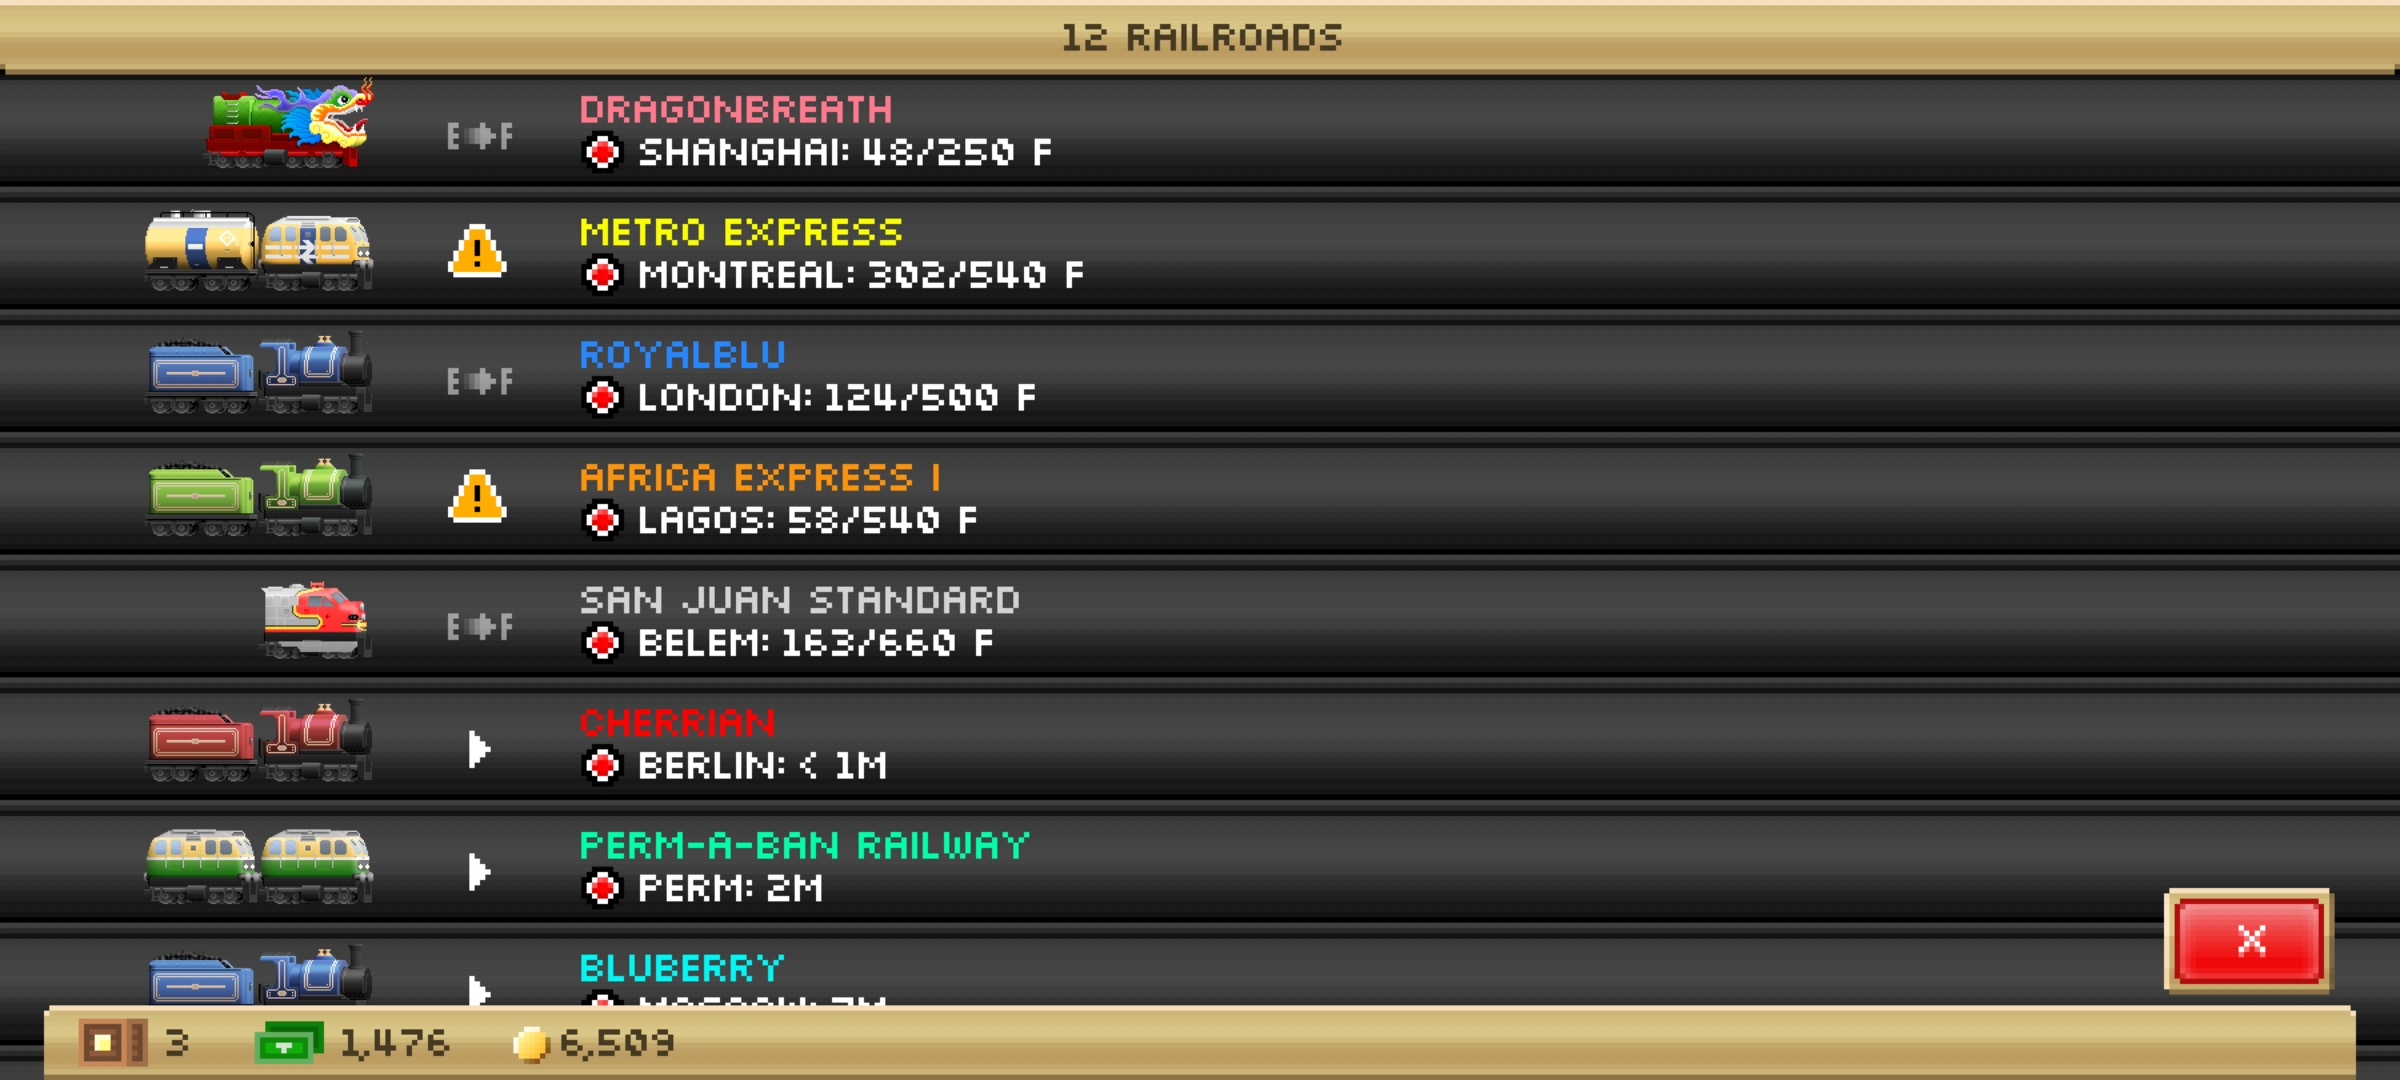 12 RAILROADS
E F
DRAGONBREATH
SHANGHAI: 48/250 F
METRO EXPRESS
MONTREAL: 302/540 F
E F
ROYALBLU
LONDON: 124/500 F
AFRICA EXPRESS I
LAGOS: 58/540 F
E F
SAN JUAN STANDARD
BELEM: 163/660 F
CHERRIAN
BERLIN: < 1M
PERM-A-BAN RAILWAY
PERM: 2M
BLUBERRY
X
3 1,476 6,509